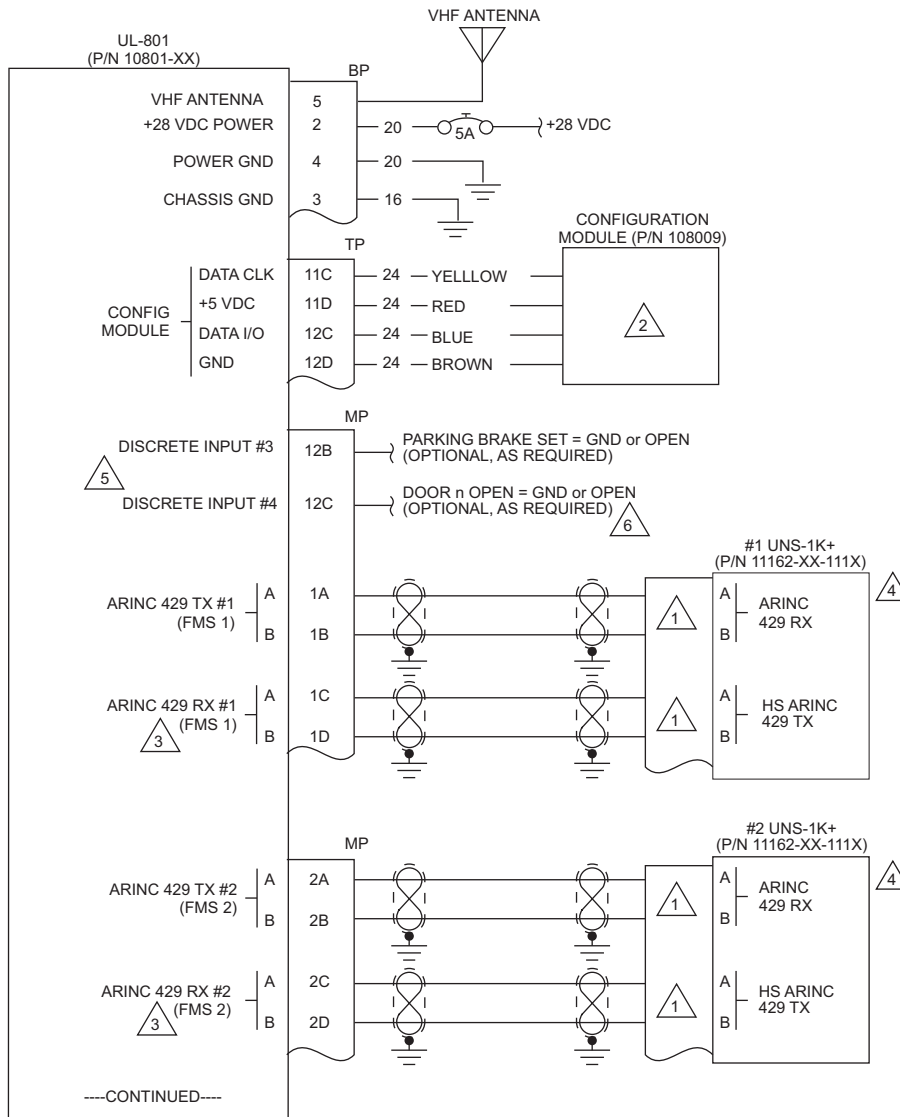 VHF ANTENNA
UL-801
(P/N 10801-XX)
BP
VHF ANTENNA 5
+28 VDC POWER 2 20 5A +28 VDC
POWER GND 4 20
CHASSIS GND 3 16
CONFIGURATION
MODULE (P/N 108009)
TP
CONFIG
MODULE
DATA CLK 11C 24 YELLLOW
+5 VDC 11D 24 RED
DATA I/O 12C 24 BLUE
GND 12D 24 BROWN
2
MP
DISCRETE INPUT #3 12B PARKING BRAKE SET = GND or OPEN
(OPTIONAL, AS REQUIRED)
5
DISCRETE INPUT #4 12C DOOR n OPEN = GND or OPEN
(OPTIONAL, AS REQUIRED) 6
#1 UNS-1K+
(P/N 11162-XX-111X)
4
ARINC 429 TX #1
(FMS 1)
A 1A 1 A ARINC
B 1B B 429 RX
ARINC 429 RX #1
(FMS 1)
3
A 1C 1 A HS ARINC
B 1D B 429 TX
MP
#2 UNS-1K+
(P/N 11162-XX-111X)
4
ARINC 429 TX #2
(FMS 2)
A 2A 1 A ARINC
B 2B B 429 RX
ARINC 429 RX #2
(FMS 2)
3
A 2C 1 A HS ARINC
B 2D B 429 TX
----CONTINUED----